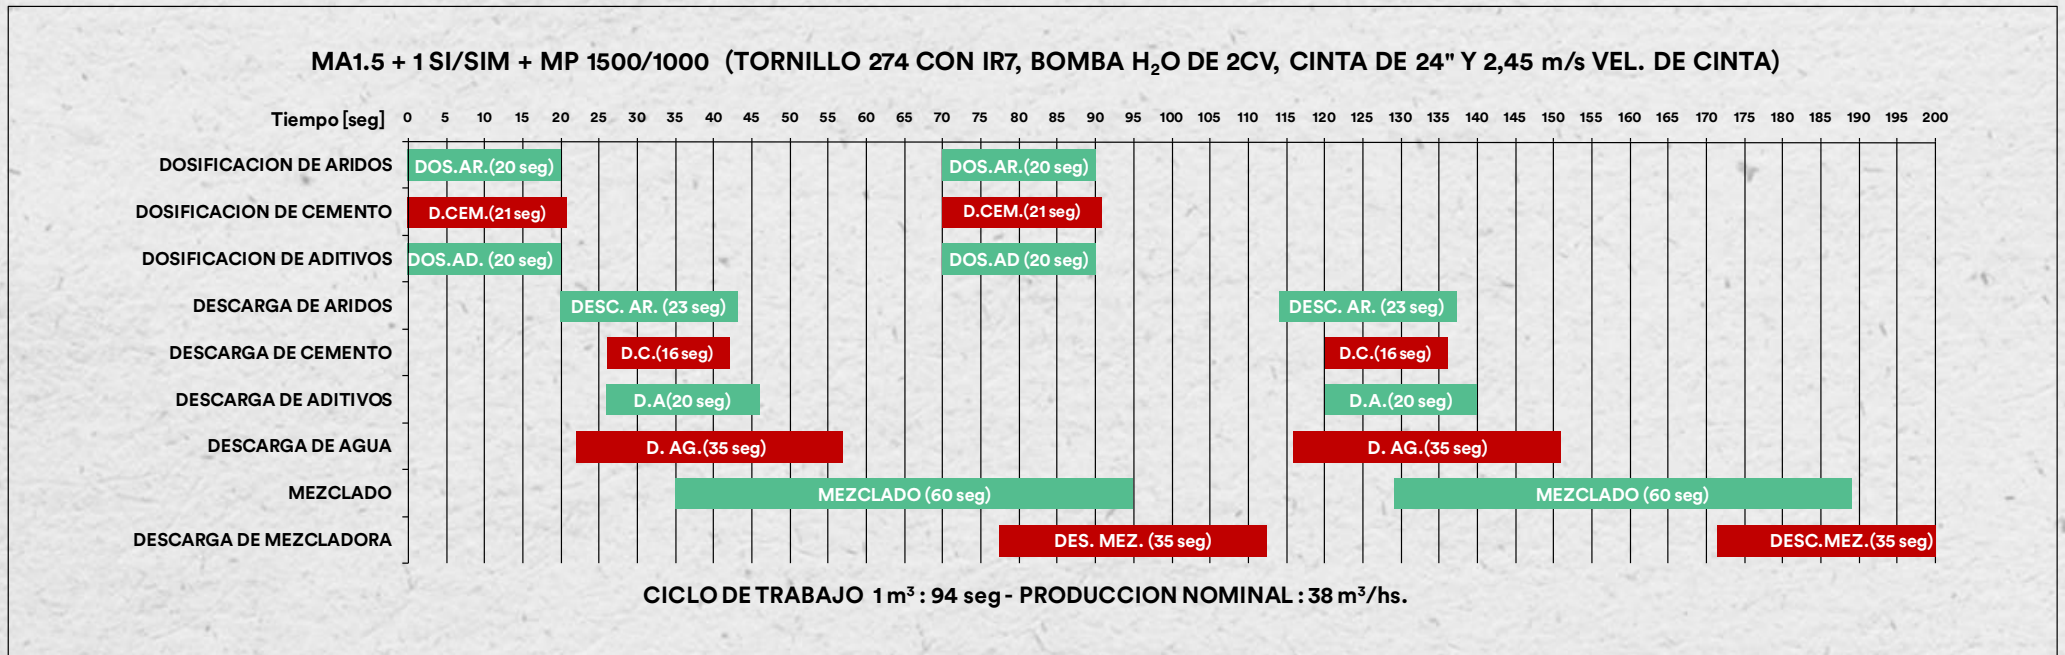 MA1.5 + 1 SI/SIM + MP 1500/1000 (TORNILLO 274 CON IR7, BOMBA H₂O DE 2CV, CINTA DE 24" Y 2,45 m/s VEL. DE CINTA)
Tiempo [seg] 0 5 10 15 20 25 30 35 40 45 50 55 60 65 70 75 80 85 90 95 100 105 110 115 120 125 130 135 140 145 150 155 160 165 170 175 180 185 190 195 200
DOSIFICACION DE ARIDOS DOS.AR.(20 seg) DOS.AR.(20 seg)
DOSIFICACION DE CEMENTO D.CEM.(21 seg) D.CEM.(21 seg)
DOSIFICACION DE ADITIVOS DOS.AD. (20 seg) DOS.AD (20 seg)
DESCARGA DE ARIDOS DESC. AR. (23 seg) DESC. AR. (23 seg)
DESCARGA DE CEMENTO D.C.(16 seg) D.C.(16 seg)
DESCARGA DE ADITIVOS D.A(20 seg) D.A.(20 seg)
DESCARGA DE AGUA D. AG.(35 seg) D. AG.(35 seg)
MEZCLADO MEZCLADO (60 seg) MEZCLADO (60 seg)
DESCARGA DE MEZCLADORA DES. MEZ. (35 seg) DESC.MEZ.(35 seg)
CICLO DE TRABAJO 1 m³ : 94 seg - PRODUCCION NOMINAL : 38 m³/hs.